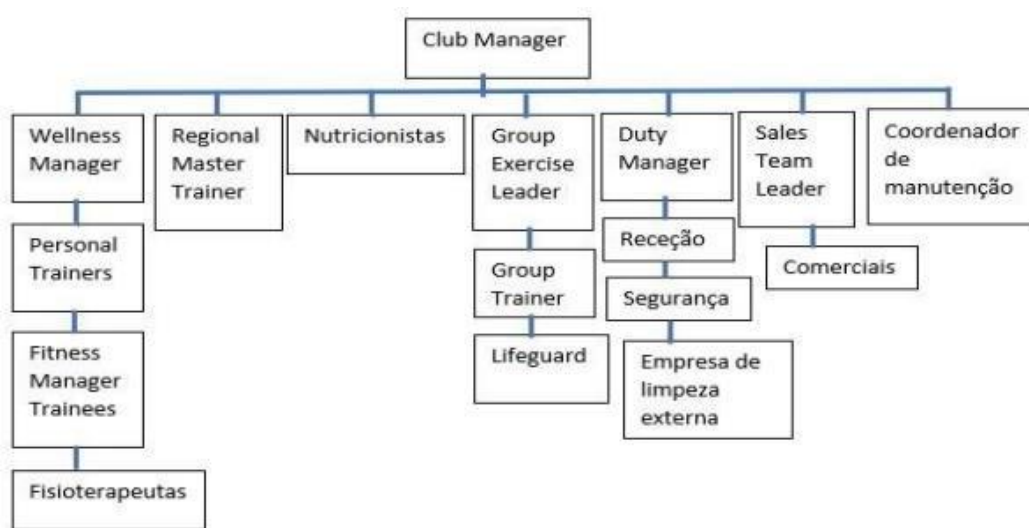 Club Manager
Wellness
Manager
Regional
Master
Trainer
Nutricionistas
Group
Exercise
Leader
Duty
Manager
Sales
Team
Leader
Coordenador
de
manutenção
Personal
Trainers
Group
Trainer
Receção
Comerciais
Segurança
Fitness
Manager
Trainees
Lifeguard
Empresa de
limpeza
externa
Fisioterapeutas